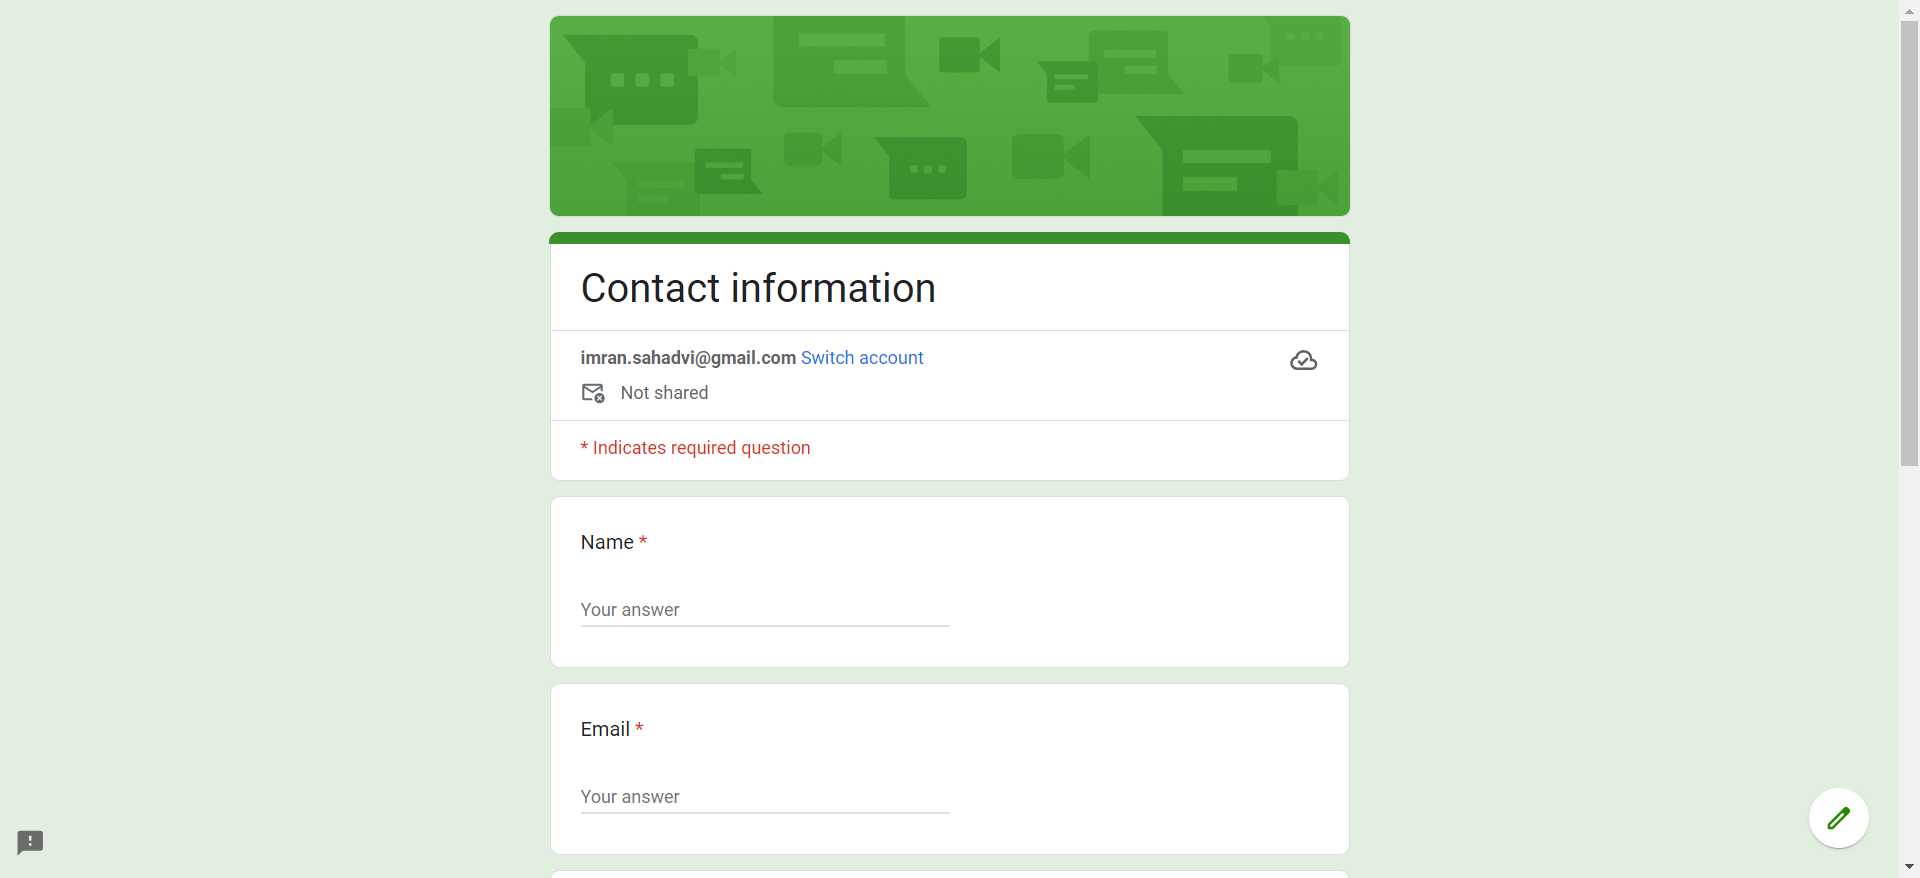 Contact information
imran.sahadvi@gmail.com Switch account
Not shared
* Indicates required question
Name *
Your answer
Email *
Your answer